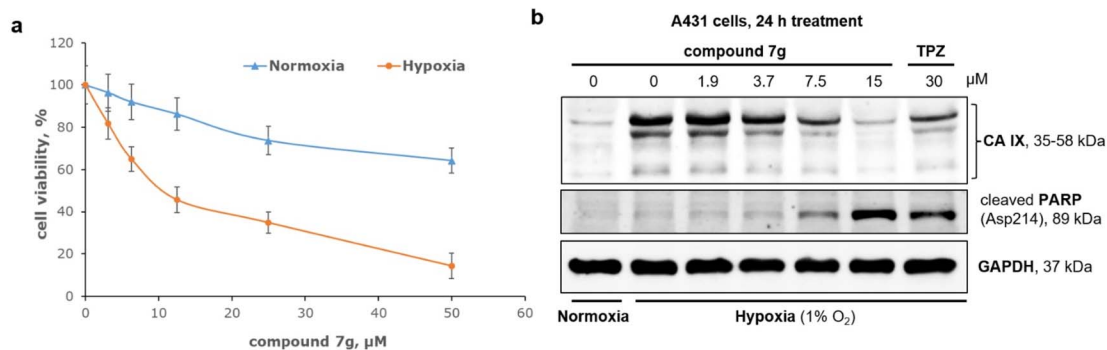 a
Normoxia
Hypoxia
cell viability, %
120
100
80
60
40
20
0
0 10 20 30 40 50 60
compound 7g, µM
b
A431 cells, 24 h treatment
compound 7g TPZ
0 0 1.9 3.7 7.5 15 30 µM
CA IX, 35-58 kDa
cleaved PARP
(Asp214), 89 kDa
GAPDH, 37 kDa
Normoxia Hypoxia (1% O₂)